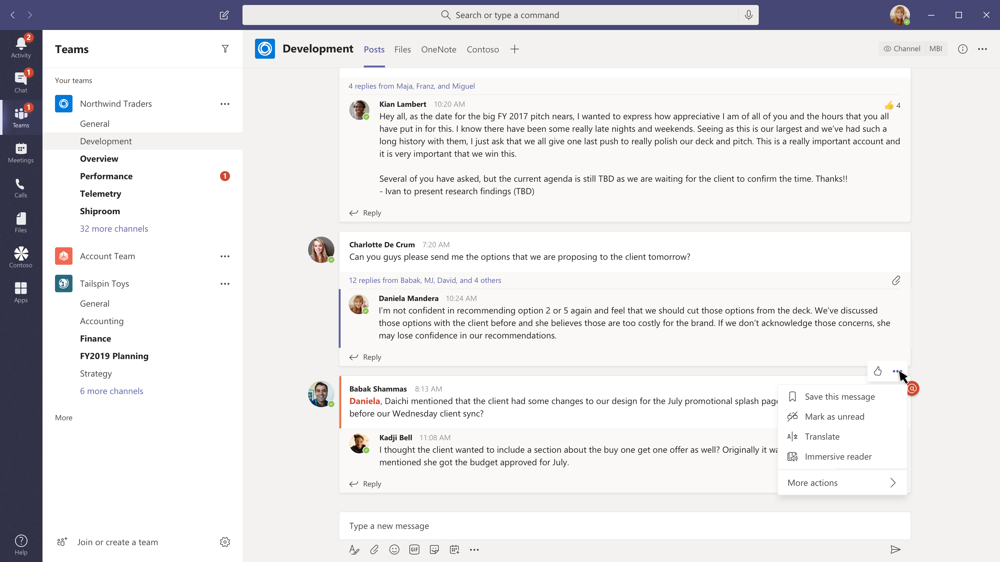 Search or type a command
2
Activity
1
Chat
1
Teams
Meetings
Calls
Files
Contoso
Apps
Help
Teams
Your teams
Northwind Traders
General
Development
Overview
Performance
1
Telemetry
Shiproom
32 more channels
Account Team
Tailspin Toys
General
Accounting
Finance
FY2019 Planning
Strategy
6 more channels
More
Join or create a team
Development Posts Files OneNote Contoso
Channel MBI
4 replies from Maja, Franz, and Miguel
Kian Lambert 10:20 AM
4
Hey all, as the date for the big FY 2017 pitch nears, I wanted to express how appreciative I am of all of you and the hours that you all
have put in for this. I know there have been some really late nights and weekends. Seeing as this is our largest and we’ve had such a
long history with them, I just ask that we all give one last push to really polish our deck and pitch. This is a really important account and
it is very important that we win this.
Several of you have asked, but the current agenda is still TBD as we are waiting for the client to confirm the time. Thanks!!
- Ivan to present research findings (TBD)
Reply
Charlotte De Crum 7:20 AM
Can you guys please send me the options that we are proposing to the client tomorrow?
12 replies from Babak, MJ, David, and 4 others
Daniela Mandera 10:24 AM
I’m not confident in recommending option 2 or 5 again and feel that we should cut those options from the deck. We’ve discussed
those options with the client before and she believes those are too costly for the brand. If we don’t acknowledge those concerns, she
may lose confidence in our recommendations.
Reply
Babak Shammas 8:13 AM
Daniela, Daichi mentioned that the client had some changes to our design for the July promotional splash page
before our Wednesday client sync?
Kadji Bell 11:08 AM
I thought the client wanted to include a section about the buy one get one offer as well? Originally it
mentioned she got the budget approved for July.
Reply
@
Save this message
Mark as unread
Translate
Immersive reader
More actions
Type a new message
GIF